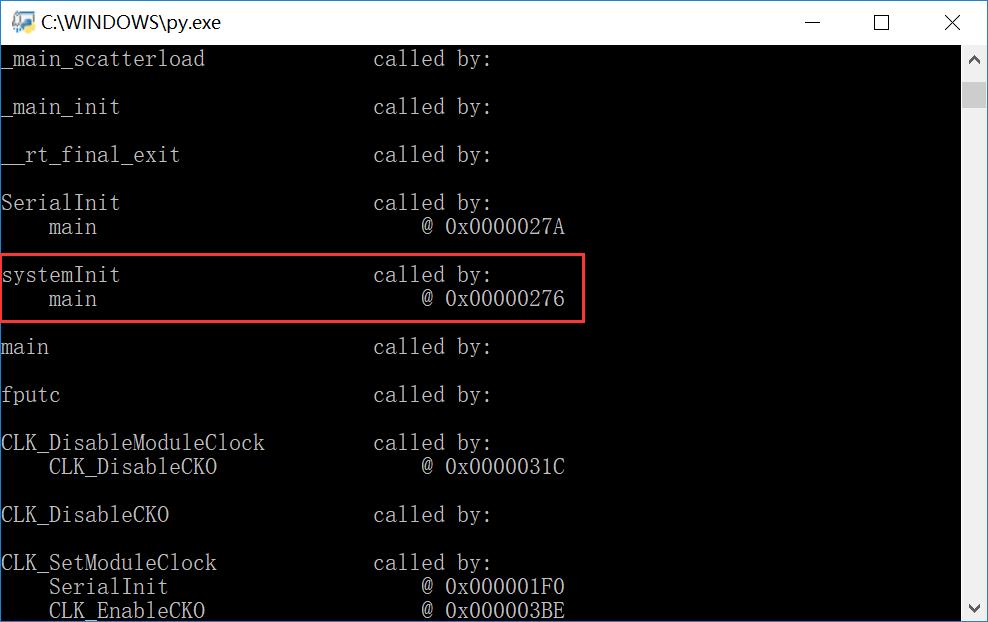 C:\WINDOWS\py.exe
_main_scatterload called by:
_main_init called by:
__rt_final_exit called by:
SerialInit called by:
main @ 0x0000027A
systemInit called by:
main @ 0x00000276
main called by:
fputc called by:
CLK_DisableModuleClock called by:
CLK_DisableCKO @ 0x0000031C
CLK_DisableCKO called by:
CLK_SetModuleClock called by:
SerialInit @ 0x000001F0
CLK_EnableCKO @ 0x000003BE